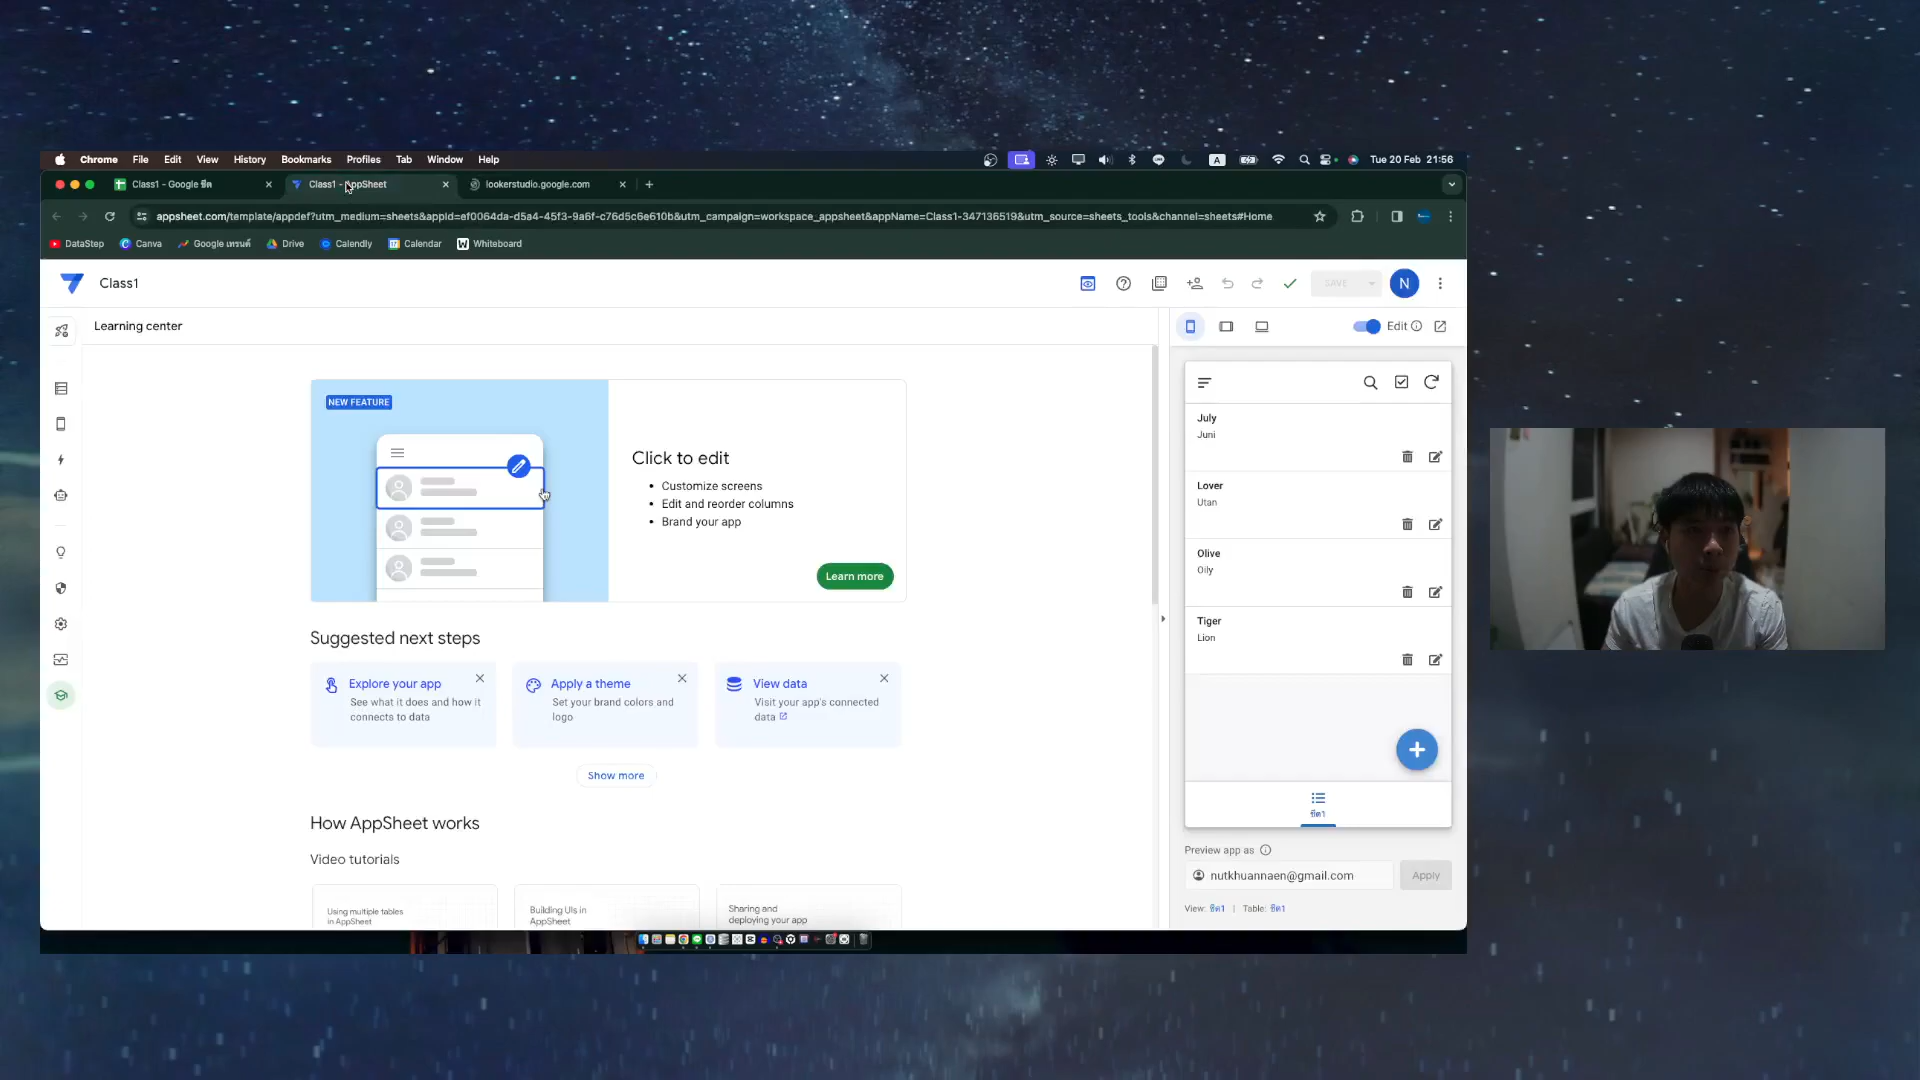 Chrome File Edit View History Bookmarks Profiles Tab Window Help A Tue 20 Feb 21:56
Class1 - Google ชีต Class1 - AppSheet lookerstudio.google.com
appsheet.com/template/appdef?utm_medium=sheets&appId=ef0064da-d5a4-45f3-9a6f-c76d5c6e610b&utm_campaign=workspace_appsheet&appName=Class1-347136519&utm_source=sheets_tools&channel=sheets#Home
DataStep Canva Google เทรนด์ Drive Calendly Calendar Whiteboard
Class1
SAVE
N
Learning center
Edit
NEW FEATURE
Click to edit
• Customize screens
• Edit and reorder columns
• Brand your app
Learn more
Suggested next steps
Explore your app
See what it does and how it
connects to data
Apply a theme
Set your brand colors and
logo
View data
Visit your app's connected
data
Show more
How AppSheet works
Video tutorials
Using multiple tables
in AppSheet
Building UIs in
AppSheet
Sharing and
deploying your app
July
Juni
Lover
Utan
Olive
Oily
Tiger
Lion
ชีต1
Preview app as
nutkhuannaen@gmail.com
Apply
View: ชีต1 | Table: ชีต1